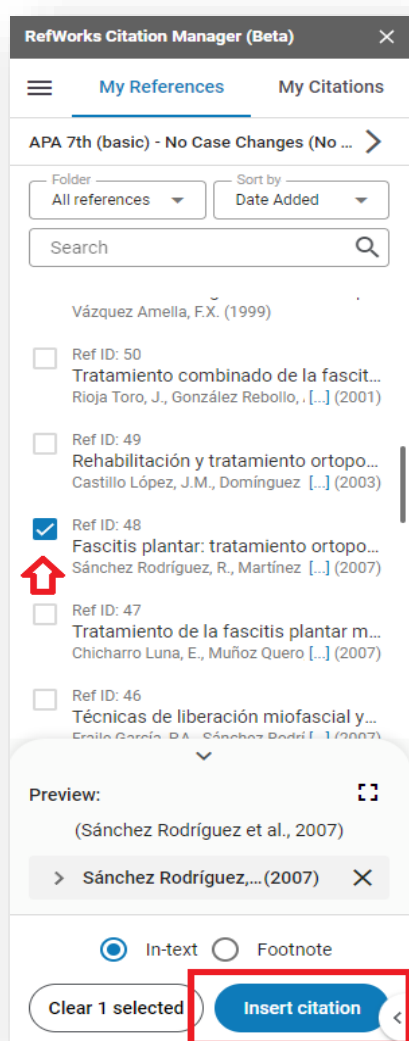 RefWorks Citation Manager (Beta)
My References My Citations
APA 7th (basic) - No Case Changes (No ...
Folder Sort by
All references Date Added
Search
Vázquez Amella, F.X. (1999)
Ref ID: 50
Tratamiento combinado de la fascit...
Rioja Toro, J., González Rebollo, . [...] (2001)
Ref ID: 49
Rehabilitación y tratamiento ortopo...
Castillo López, J.M., Domínguez [...] (2003)
Ref ID: 48
Fascitis plantar: tratamiento ortopo...
Sánchez Rodríguez, R., Martínez [...] (2007)
Ref ID: 47
Tratamiento de la fascitis plantar m...
Chicharro Luna, E., Muñoz Quero [...] (2007)
Ref ID: 46
Técnicas de liberación miofascial y...
Fraile García, P.A., Sánchez Rodrí [...] (2007)
Preview:
(Sánchez Rodríguez et al., 2007)
Sánchez Rodríguez,... (2007)
In-text Footnote
Clear 1 selected Insert citation